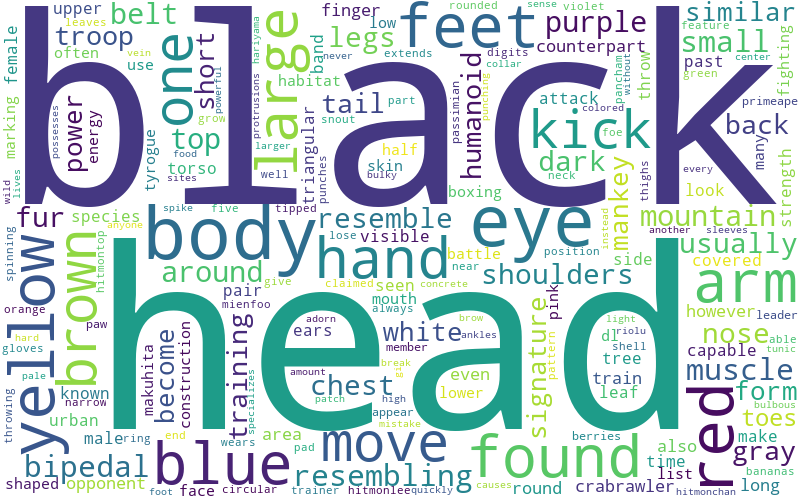 upper
leaves
belt
troop
often
female
marking
one
use
short
large
hariyama
powerful
protrusions
finger
low
legs
band
feet
rounded
sense
violet
purple
counterpart
similar
feature
small
center
past
green
fighting
black
possesses
power
energy
top
torso
tyrogue
food
grow
sites
wild
lives
larger
well
triangular
punches
habitat
never
extends
digits
collar
tail
part
snout
half
skin
bulky
passimian
humanoid
punching
attack
colored
kick
foe
dark
neck
boxing
pancham
without
throw
primeape
back
many
look
thighs
every
strength
mankey
fur
species
spike
five
tipped
anyone
resemble
lose
visible
eye
battle
near
position
instead
mountain
another
sleeves
usually
covered
side
spinning
hitmontop
yellow
brown
body
around
hand
shoulders
arm
seen
claimed
concrete
give
pair
mienfoo
mouth
always
pink
however
leader
orange
paw
hard
gloves
pale
narrow
throwing
head
makuhita
become
construction
training
specializes
ears
adorn
white
member
brow
ankles
signature
pattern
light
dl
riolu
shell
tree
train
leaf
nose
able
tunic
capable
muscle
amount
break
gi
chest
even
lower
patch
high
appear
mistake
known
urban
male
ring
area
pad
end
wears
blue
move
found
berries
also
time
list
red
form
bulbous
toes
make
gray
bipedal
shaped
opponent
foot
face
circular
trainer
hitmonlee
quickly
resembling
causes
round
crabrawler
hitmonchan
bananas
long
vein